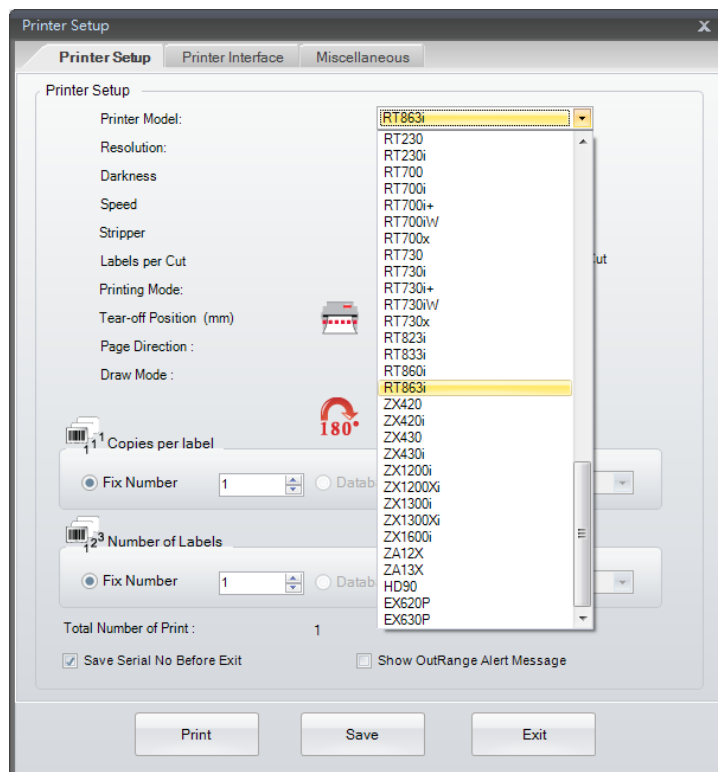 Printer Setup x
Printer Setup Printer Interface Miscellaneous
Printer Setup
Printer Model: RT863i
Resolution:
Darkness
Speed
Stripper
Labels per Cut
Printing Mode:
Tear-off Position (mm)
Page Direction :
Draw Mode :
RT230
RT230i
RT700
RT700i
RT700i+
RT700iW
RT700x
RT730
RT730i
RT730i+
RT730iW
RT730x
RT823i
RT833i
RT860i
RT863i
ZX420
ZX420i
ZX430
ZX430i
ZX1200i
ZX1200Xi
ZX1300i
ZX1300Xi
ZX1600i
ZA12X
ZA13X
HD90
EX620P
EX630P
180°
1 1 1 Copies per label
Fix Number 1 Datab
1 2 3 Number of Labels
Fix Number 1 Datab
Total Number of Print : 1
Save Serial No Before Exit Show OutRange Alert Message
Print Save Exit